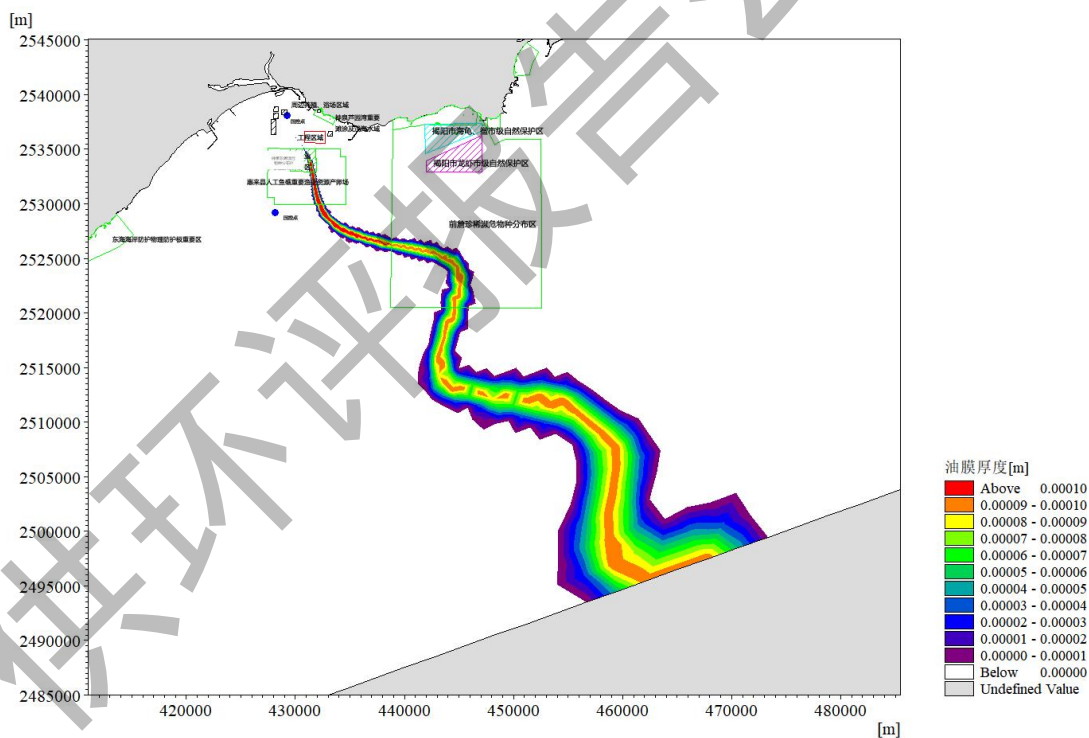 [m]
2545000
2540000
2535000
2530000
2525000
2520000
2515000
2510000
2505000
2500000
2495000
2490000
2485000
420000
430000
440000
450000
460000
470000
480000
[m]
工程区域
揭阳市海龟、鲎市级自然保护区
揭阳市龙虾市级自然保护区
惠来县人工鱼礁重要渔业资源产卵场
前詹珍稀濒危物种分布区
东海海岸防护物理防护极重要区
油膜厚度[m]
Above 0.00010
0.00009 - 0.00010
0.00008 - 0.00009
0.00007 - 0.00008
0.00006 - 0.00007
0.00005 - 0.00006
0.00004 - 0.00005
0.00003 - 0.00004
0.00002 - 0.00003
0.00001 - 0.00002
0.00000 - 0.00001
Below 0.00000
Undefined Value
供环评报告